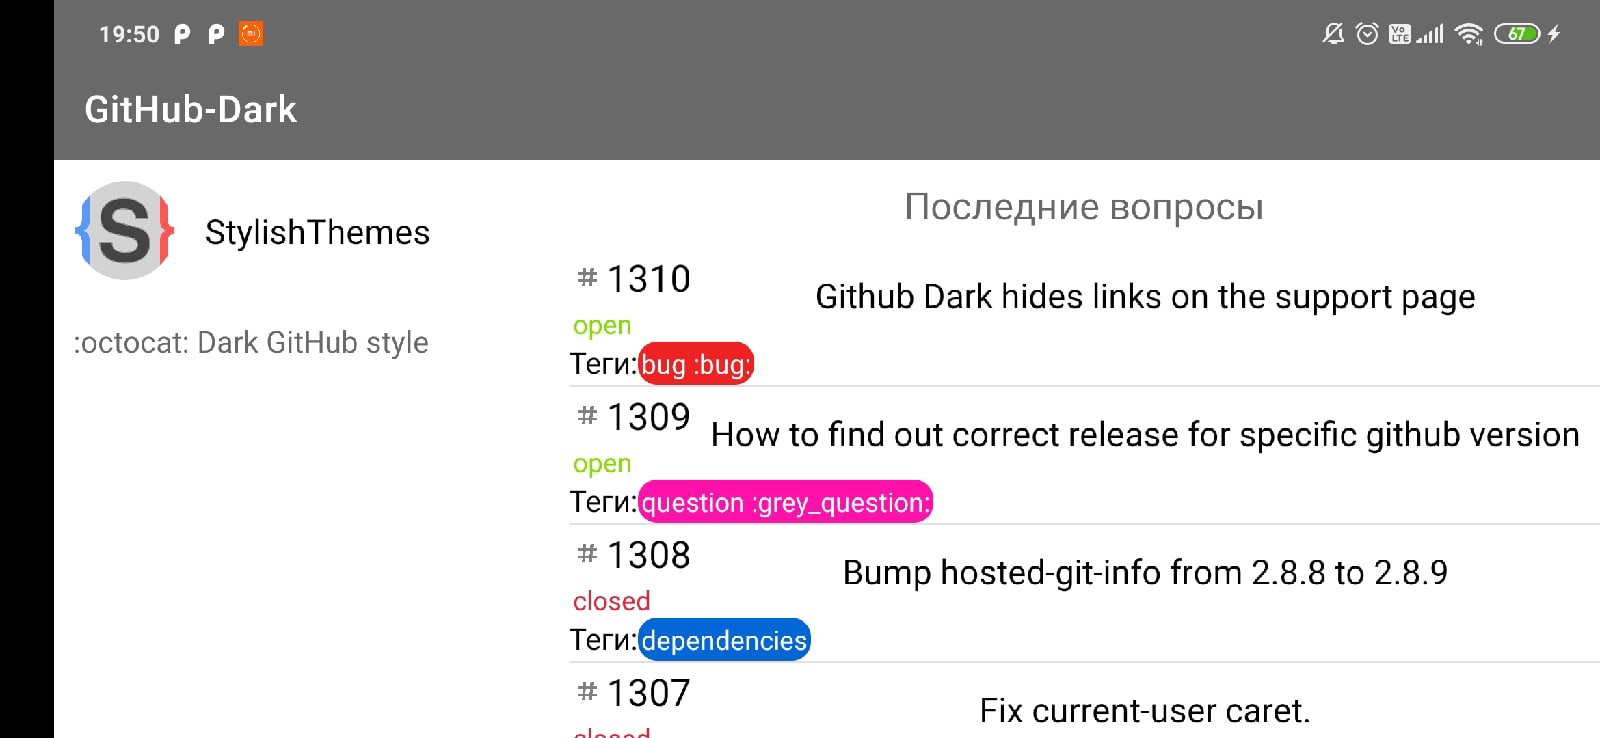 19:50
Vo LTE
67
GitHub-Dark
S
StylishThemes
:octocat: Dark GitHub style
Последние вопросы
# 1310
Github Dark hides links on the support page
open
Теги: bug :bug:
# 1309
How to find out correct release for specific github version
open
Теги: question :grey_question:
# 1308
Bump hosted-git-info from 2.8.8 to 2.8.9
closed
Теги: dependencies
# 1307
Fix current-user caret.
closed